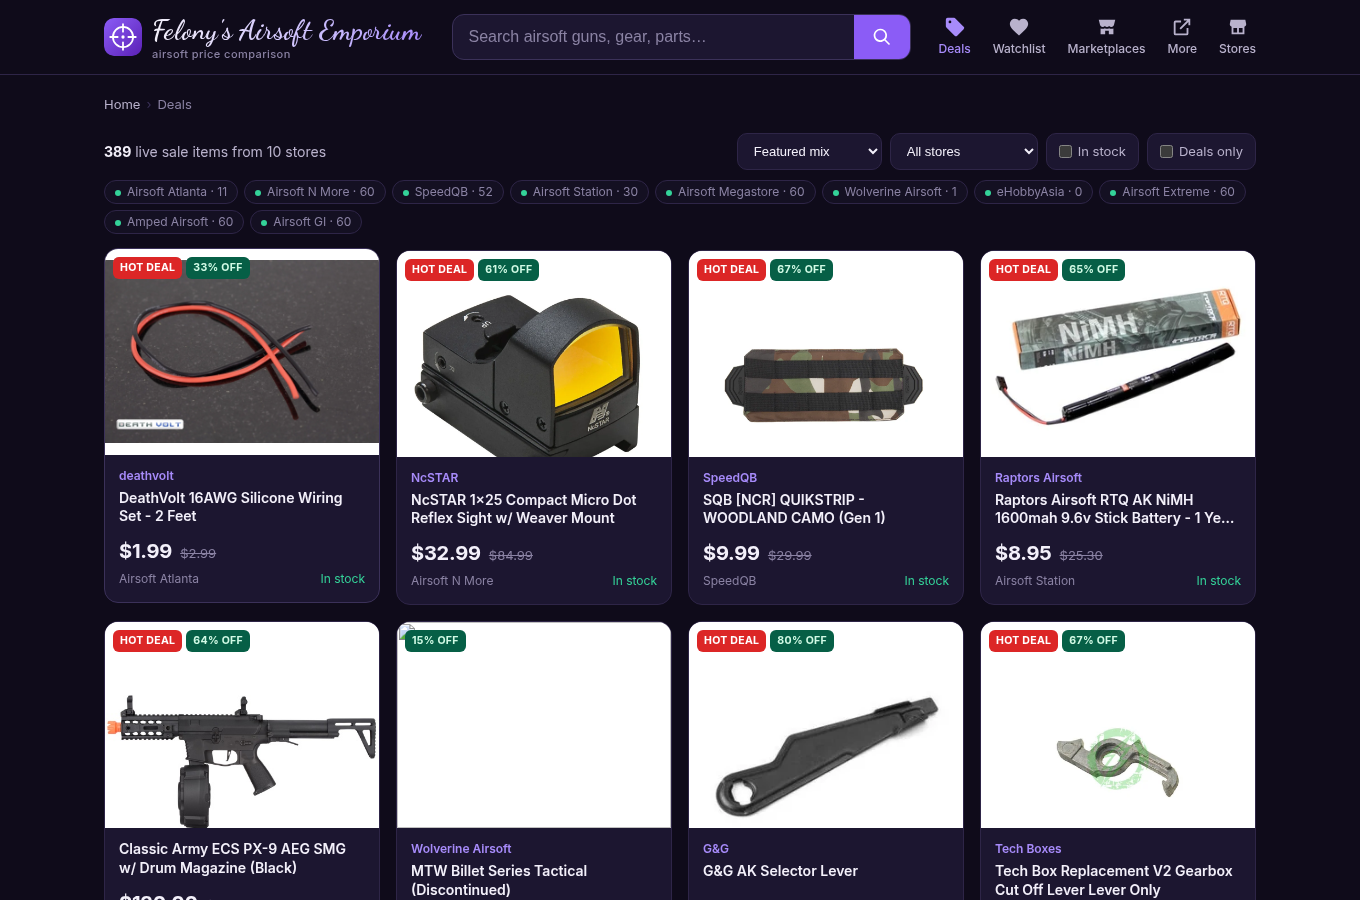 Felony's Airsoft Emporium
airsoft price comparison
Search airsoft guns, gear, parts…
Deals
Watchlist
Marketplaces
More
Stores
Home › Deals
389 live sale items from 10 stores
Featured mix
All stores
In stock
Deals only
Airsoft Atlanta · 11
Airsoft N More · 60
SpeedQB · 52
Airsoft Station · 30
Airsoft Megastore · 60
Wolverine Airsoft · 1
eHobbyAsia · 0
Airsoft Extreme · 60
Amped Airsoft · 60
Airsoft GI · 60
HOT DEAL 33% OFF
DEATH VOLT
deathvolt
DeathVolt 16AWG Silicone Wiring
Set - 2 Feet
$1.99 $2.99
Airsoft Atlanta In stock
HOT DEAL 61% OFF
NcSTAR
NcSTAR
NcSTAR 1×25 Compact Micro Dot
Reflex Sight w/ Weaver Mount
$32.99 $84.99
Airsoft N More In stock
HOT DEAL 67% OFF
SpeedQB
SQB [NCR] QUIKSTRIP -
WOODLAND CAMO (Gen 1)
$9.99 $29.99
SpeedQB In stock
HOT DEAL 65% OFF
NiMH
NiMH
Raptors Airsoft
Raptors Airsoft RTQ AK NiMH
1600mah 9.6v Stick Battery - 1 Ye…
$8.95 $25.30
Airsoft Station In stock
HOT DEAL 64% OFF
Classic Army ECS PX-9 AEG SMG
w/ Drum Magazine (Black)
15% OFF
Wolverine Airsoft
MTW Billet Series Tactical
(Discontinued)
HOT DEAL 80% OFF
G&G
G&G AK Selector Lever
HOT DEAL 67% OFF
Tech Boxes
Tech Box Replacement V2 Gearbox
Cut Off Lever Lever Only